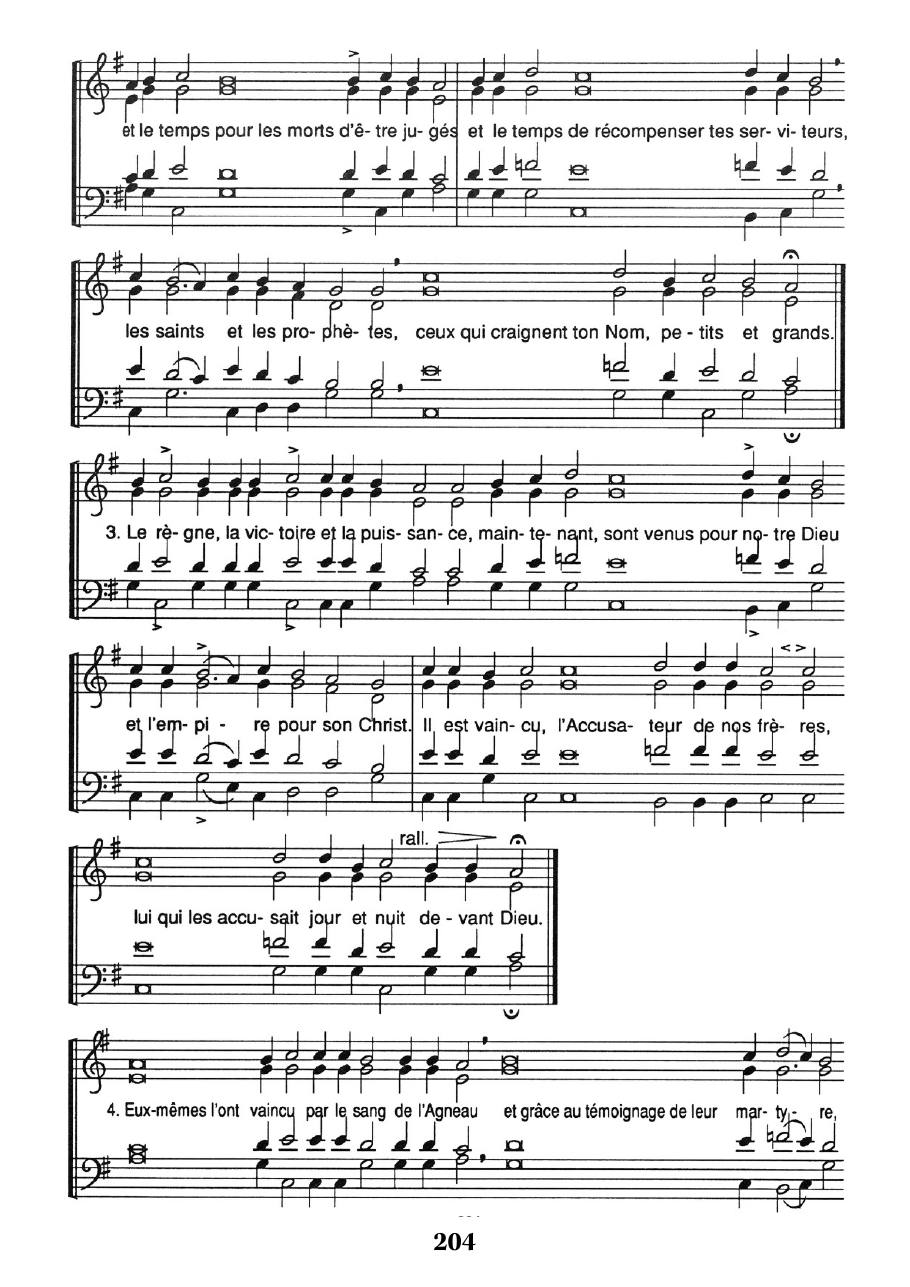 et le temps pour les morts d'ê- tre ju- gés et le temps de récompenser tes ser- vi- teurs,
les saints et les pro- phè- tes, ceux qui craignent ton Nom, pe - tits et grands.
3. Le rè- gne, la vic- toire et la puis- san- ce, main- te- nant, sont venus pour no- tre Dieu
et l'em- pi - re pour son Christ. Il est vain- cu, l'Accusa- teur de nos frè- res,
rall.
lui qui les accu- sait jour et nuit de - vant Dieu.
4. Eux-mêmes l'ont vaincu par le sang de l'Agneau et grâce au témoignage de leur mar- ty- re,
204